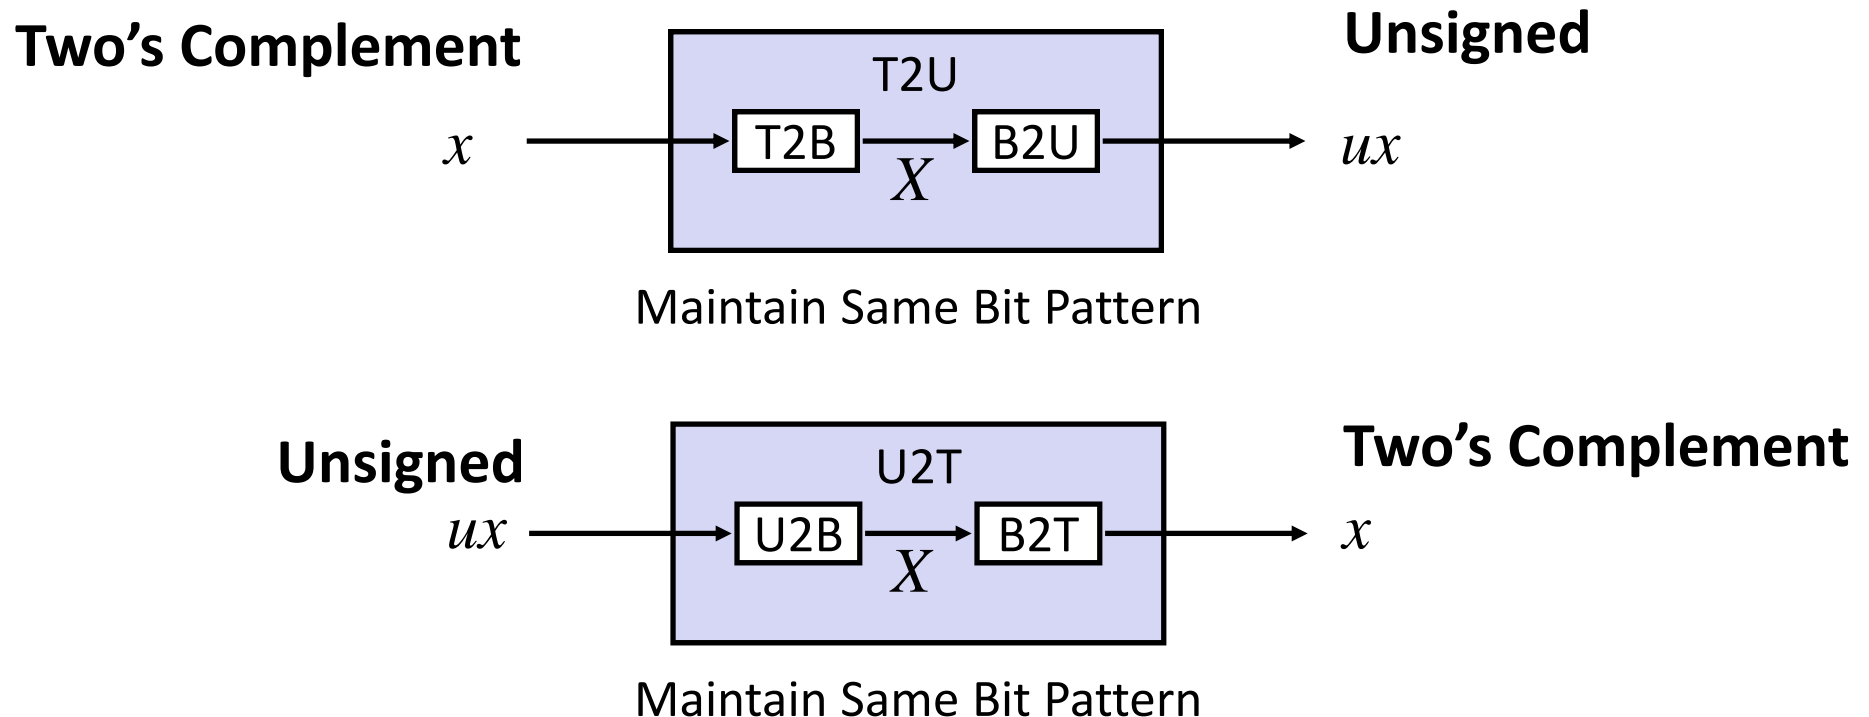 Two’s Complement
Unsigned
T2U
x
T2B
X
B2U
ux
Maintain Same Bit Pattern
Unsigned
Two’s Complement
U2T
ux
U2B
X
B2T
x
Maintain Same Bit Pattern